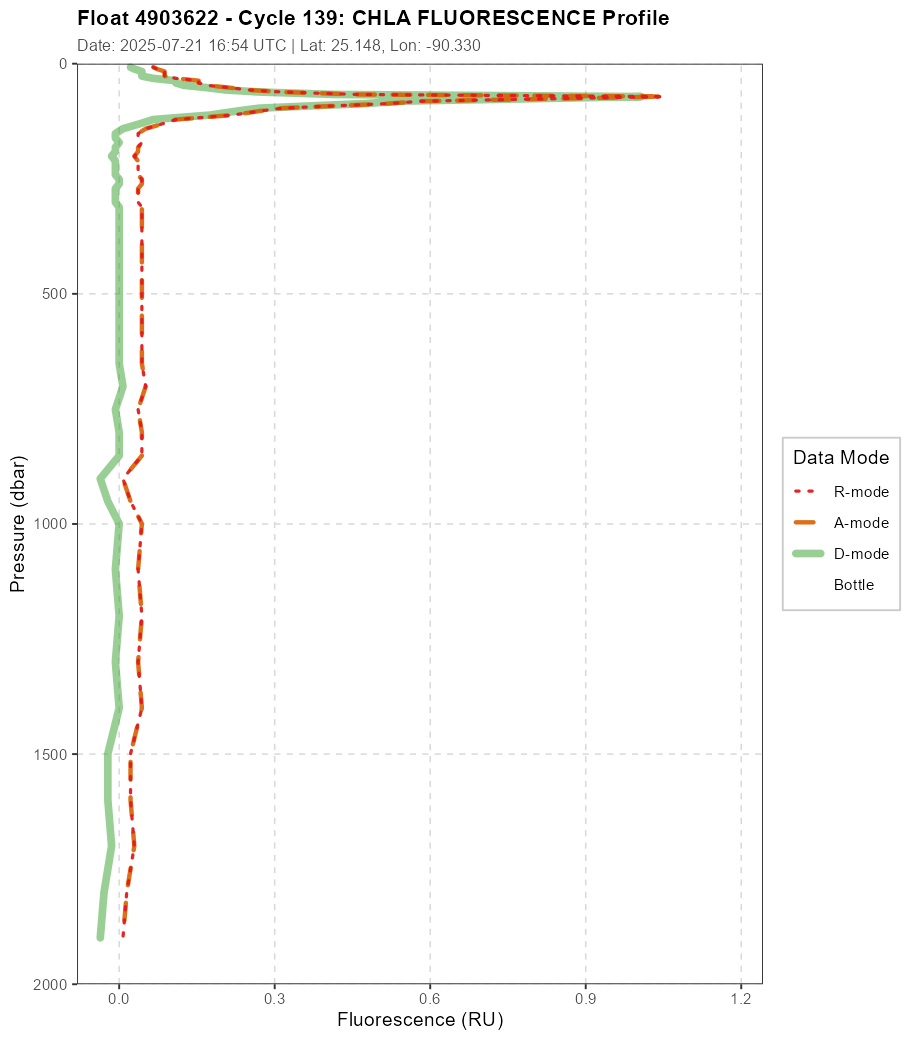 Float 4903622 - Cycle 139: CHLA FLUORESCENCE Profile
Date: 2025-07-21 16:54 UTC | Lat: 25.148, Lon: -90.330
0
500
1000
1500
2000
Pressure (dbar)
0.0
0.3
0.6
0.9
1.2
Fluorescence (RU)
Data Mode
R-mode
A-mode
D-mode
Bottle